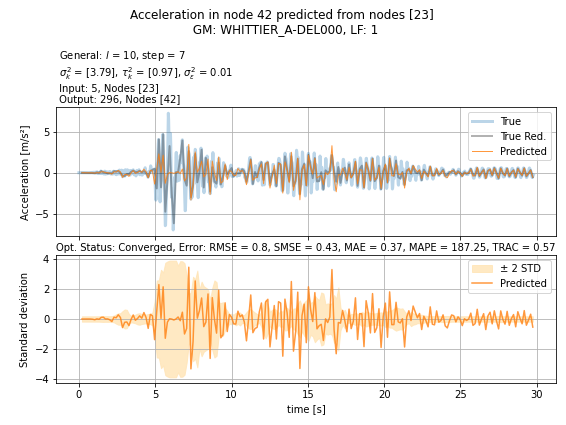 Acceleration in node 42 predicted from nodes [23]
GM: WHITTIER_A-DEL000, LF: 1
General: l = 10, step = 7
σ²ₖ = [3.79], τ²ₖ = [0.97], σ²ε = 0.01
Input: 5, Nodes [23]
Output: 296, Nodes [42]
Acceleration [m/s²]
5
0
−5
True
True Red.
Predicted
Opt. Status: Converged, Error: RMSE = 0.8, SMSE = 0.43, MAE = 0.37, MAPE = 187.25, TRAC = 0.57
Standard deviation
4
2
0
−2
−4
± 2 STD
Predicted
0 5 10 15 20 25 30
time [s]